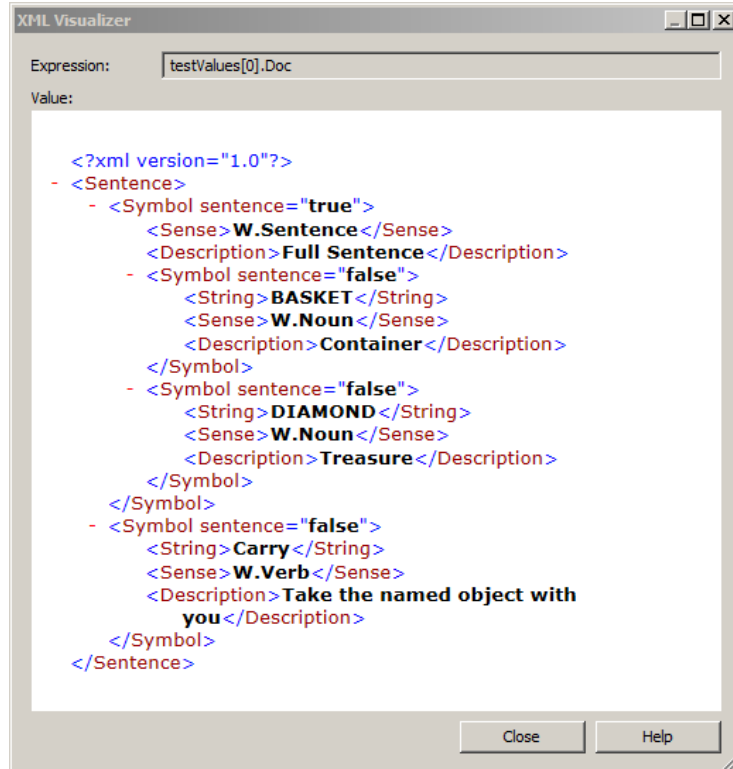 XML Visualizer
Expression: testValues[0].Doc
Value:
<?xml version="1.0"?>
- <Sentence>
- <Symbol sentence="true">
<Sense>W.Sentence</Sense>
<Description>Full Sentence</Description>
- <Symbol sentence="false">
<String>BASKET</String>
<Sense>W.Noun</Sense>
<Description>Container</Description>
</Symbol>
- <Symbol sentence="false">
<String>DIAMOND</String>
<Sense>W.Noun</Sense>
<Description>Treasure</Description>
</Symbol>
</Symbol>
- <Symbol sentence="false">
<String>Carry</String>
<Sense>W.Verb</Sense>
<Description>Take the named object with
you</Description>
</Symbol>
</Sentence>
Close Help